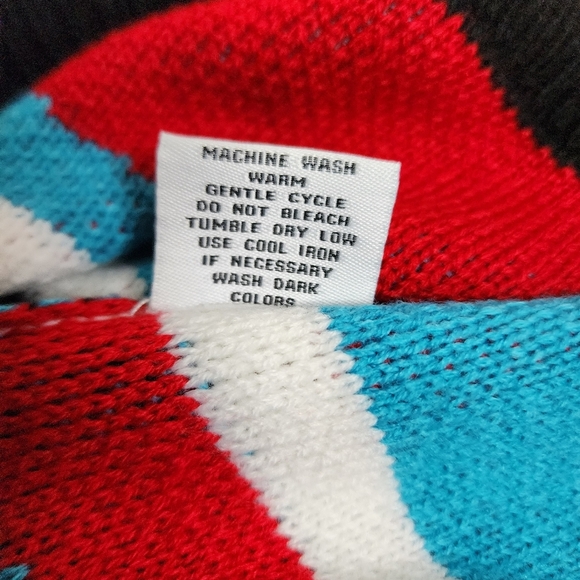 MACHINE WASH
WARM
GENTLE CYCLE
DO NOT BLEACH
TUMBLE DRY LOW
USE COOL IRON
IF NECESSARY
WASH DARK
COLORS